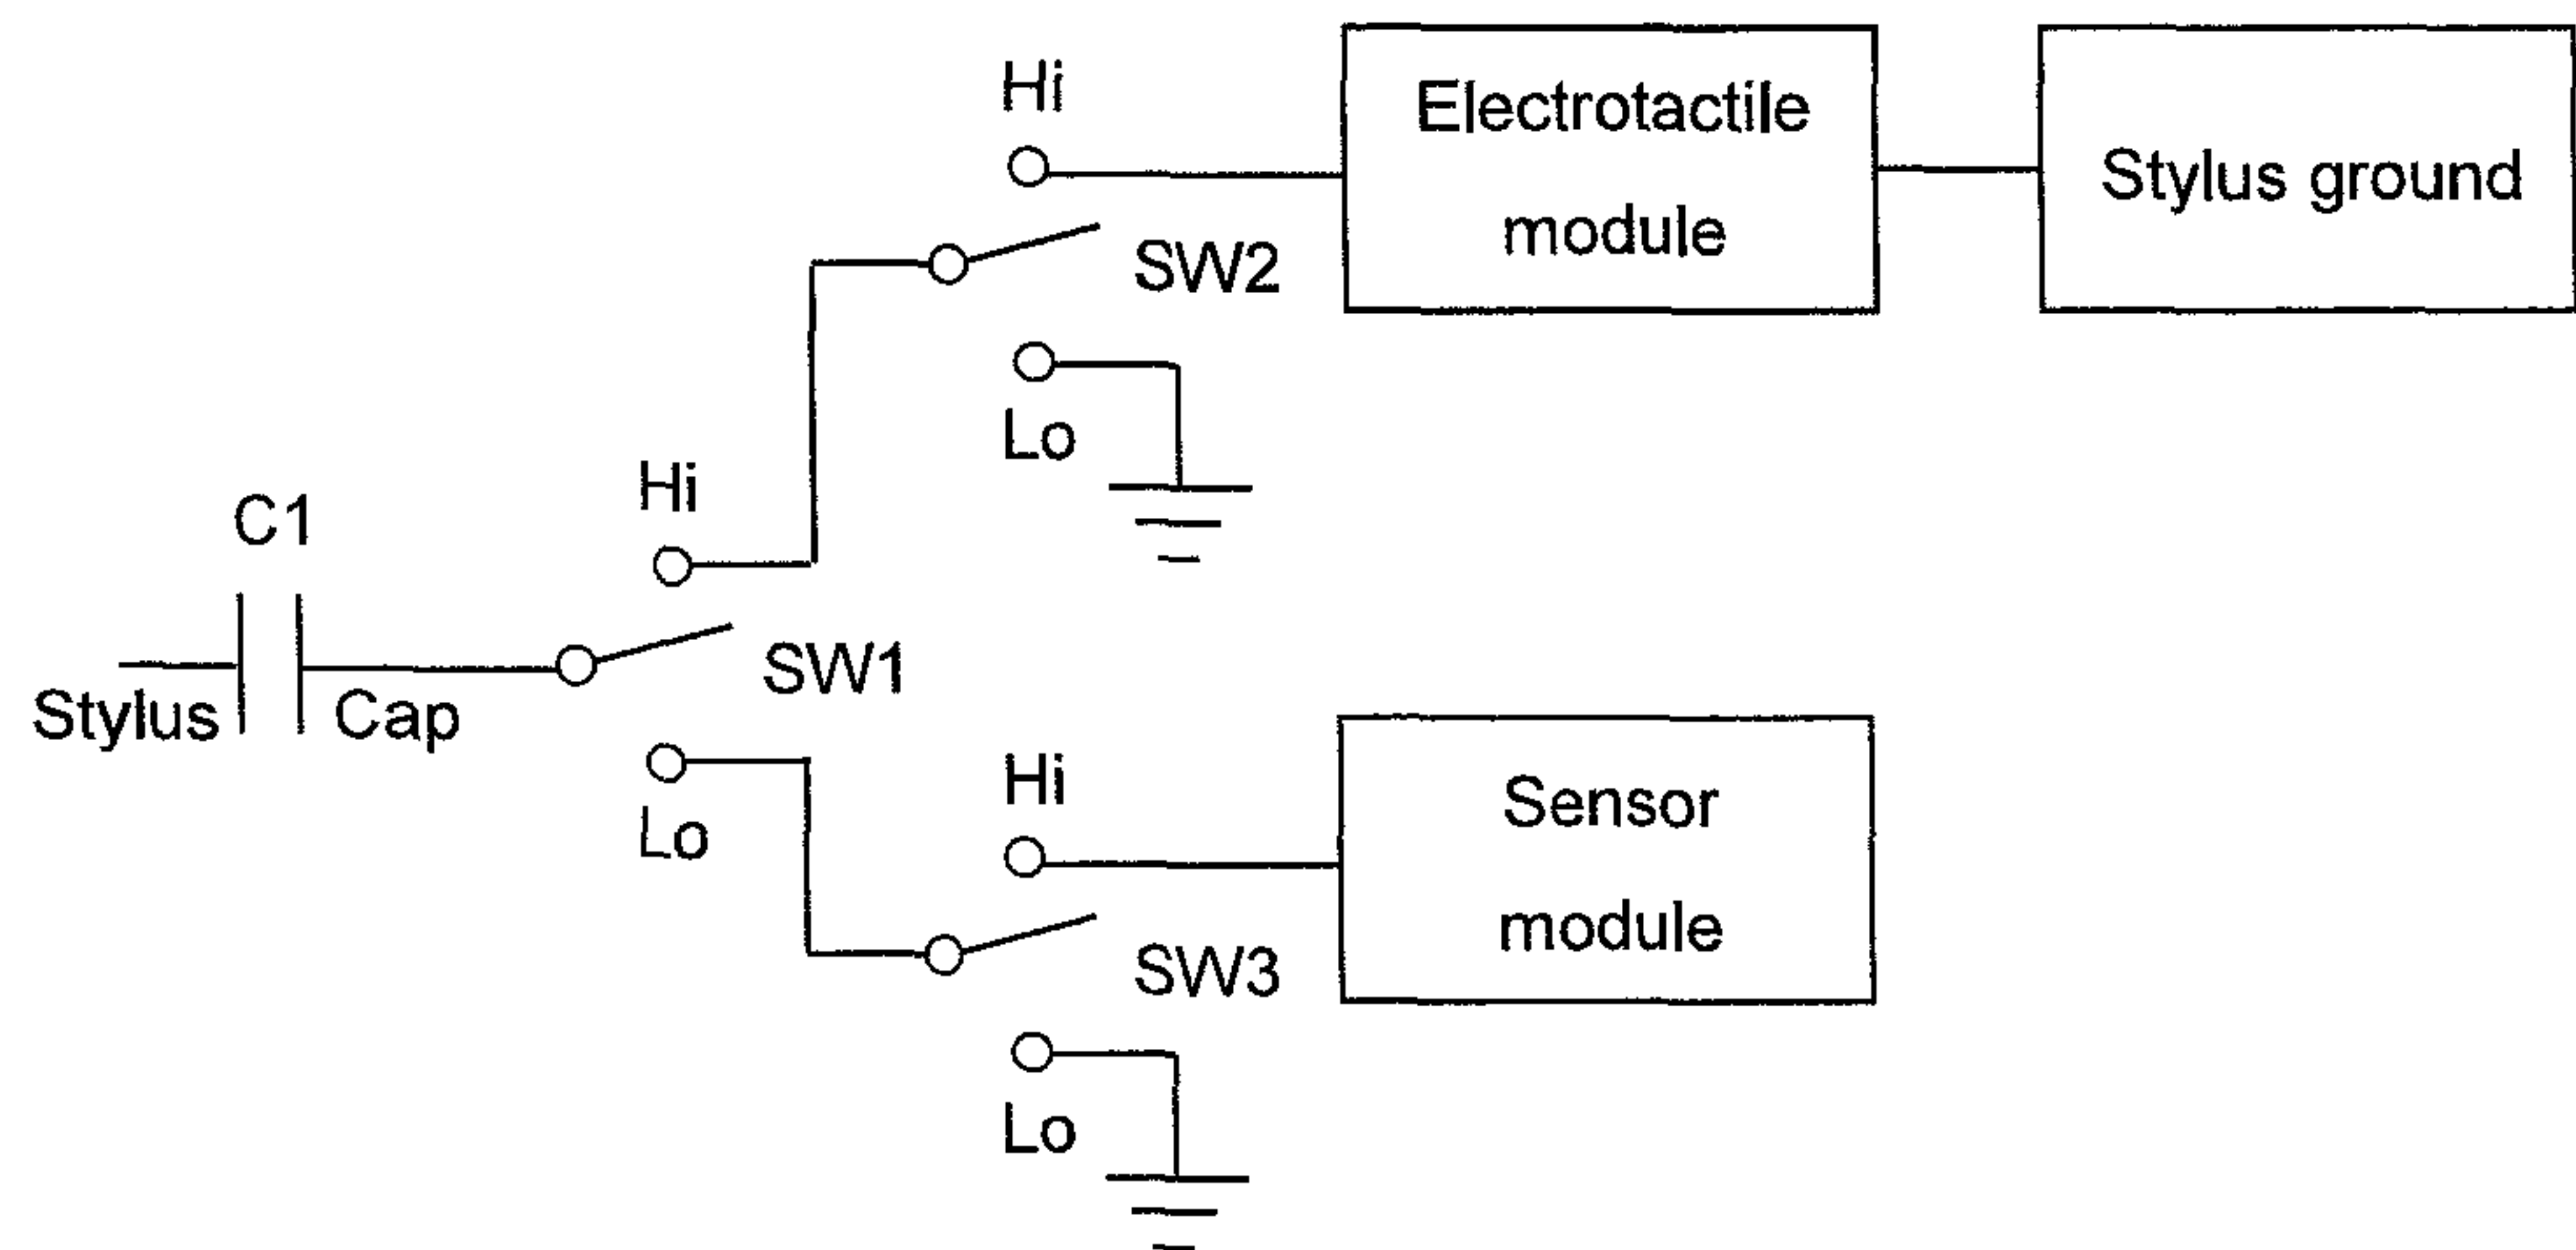 Hi
Electrotactile
module
Stylus ground
SW2
Lo
Hi
C1
SW1
Stylus
Cap
Lo
Hi
Sensor
module
SW3
Lo